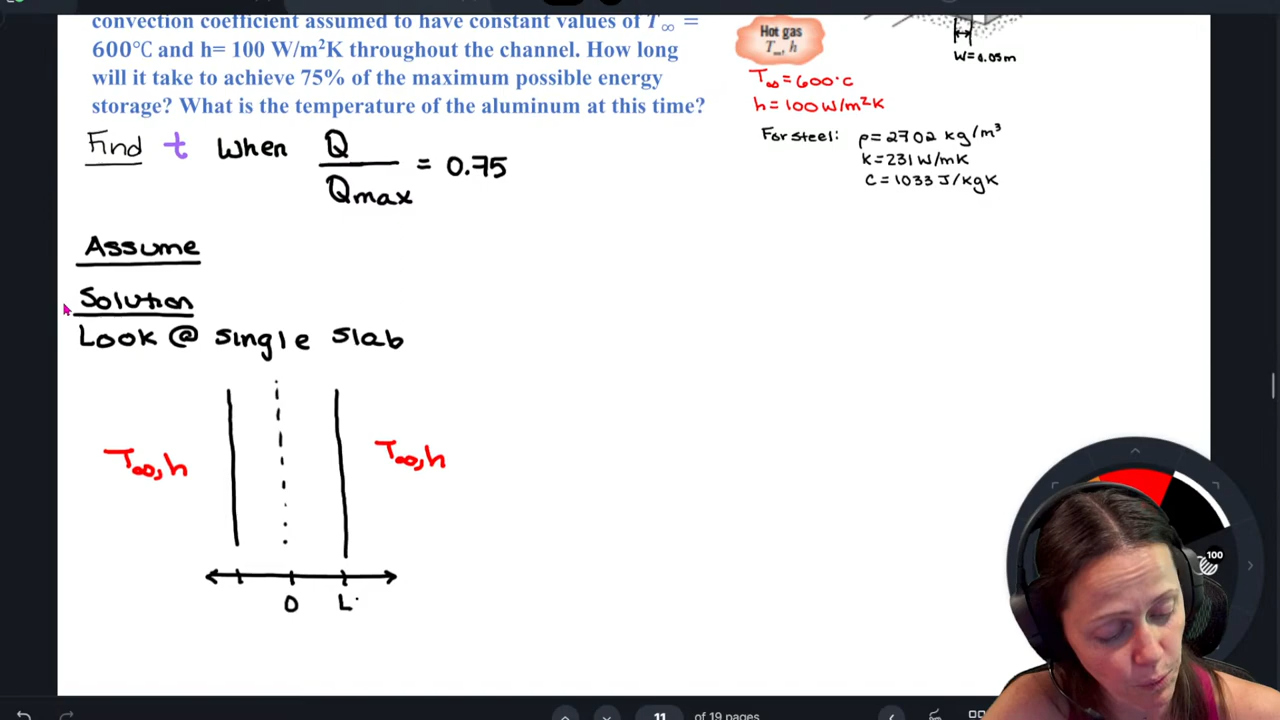 convection coefficient assumed to have constant values of T∞ =
600℃ and h= 100 W/m²K throughout the channel. How long
will it take to achieve 75% of the maximum possible energy
storage? What is the temperature of the aluminum at this time?
Hot gas
T∞, h
W=0.05m
T∞=600°C
h=100W/m²K
For steel: ρ=2702 kg/m³
K=231 W/mK
C=1033 J/kgK
Find t When Q/Qmax = 0.75
Assume
Solution
Look @ single slab
T∞,h T∞,h
0 L
100
11 of 19 pages